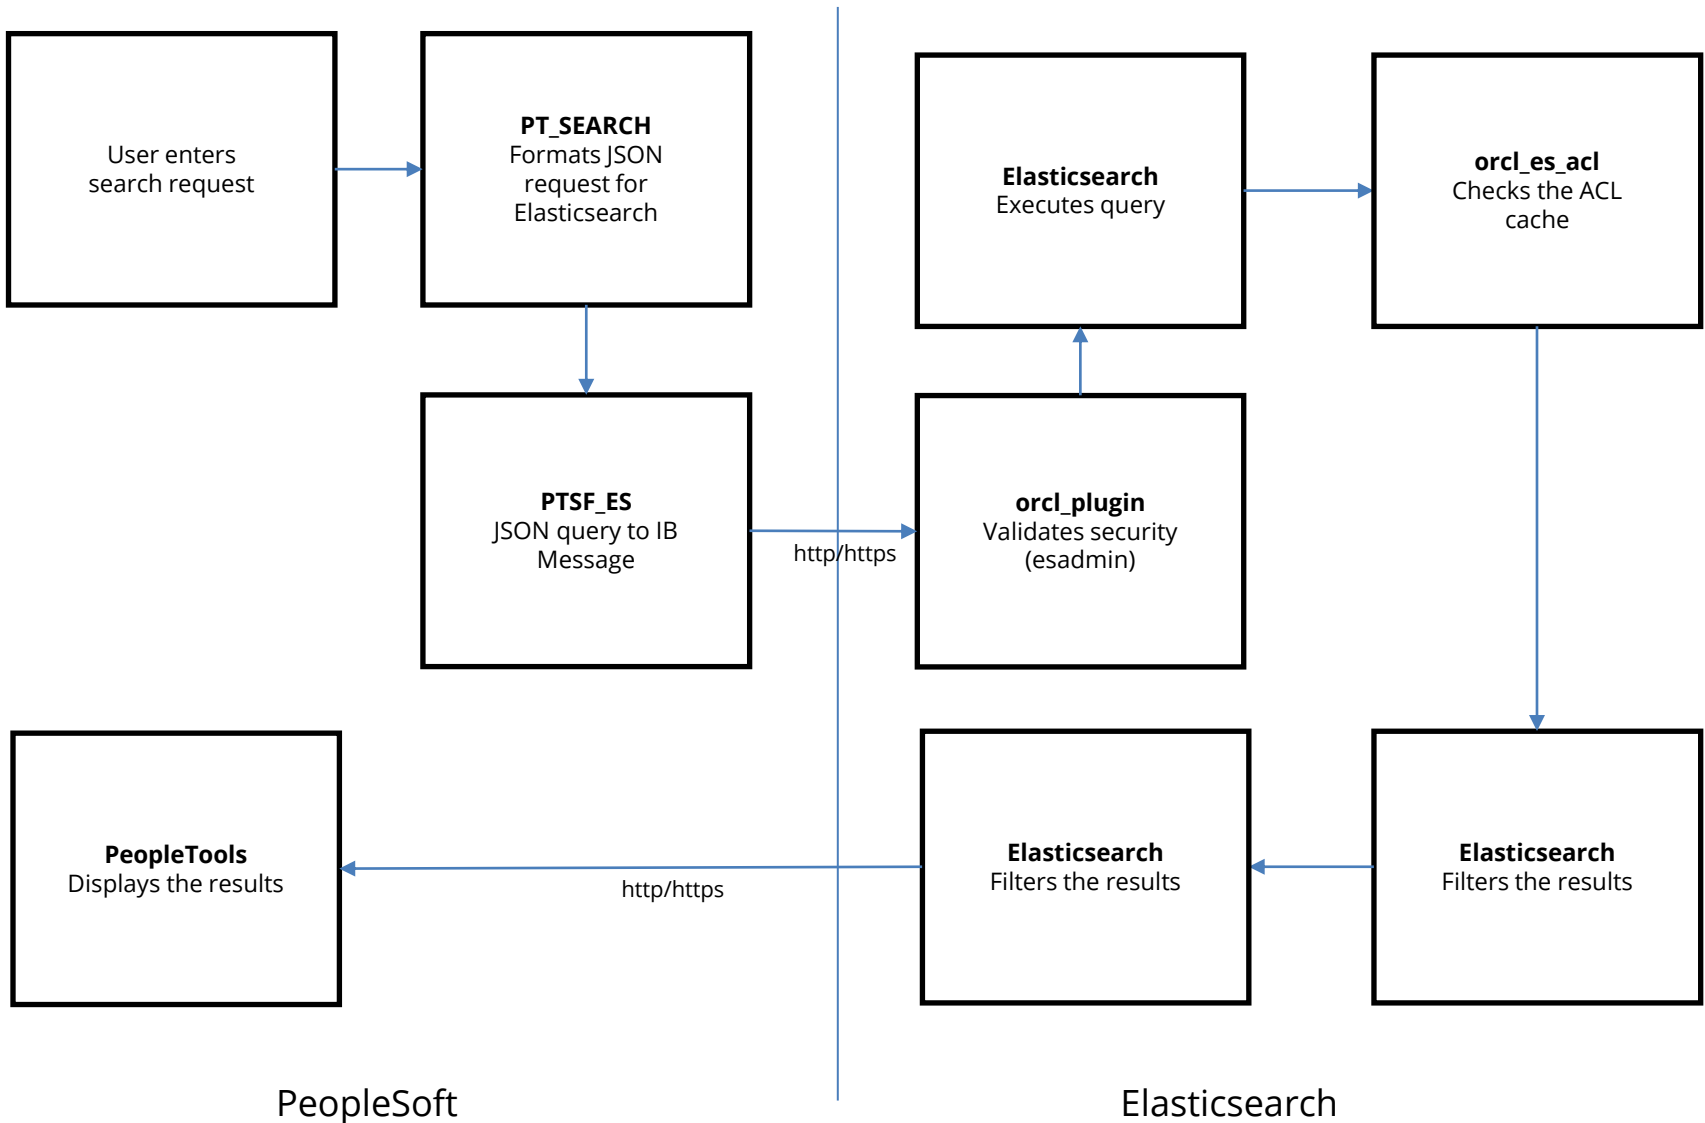 User enters
search request
PT_SEARCH
Formats JSON
request for
Elasticsearch
Elasticsearch
Executes query
orcl_es_acl
Checks the ACL
cache
PTSF_ES
JSON query to IB
Message
http/https
orcl_plugin
Validates security
(esadmin)
PeopleTools
Displays the results
http/https
Elasticsearch
Filters the results
Elasticsearch
Filters the results
PeopleSoft
Elasticsearch